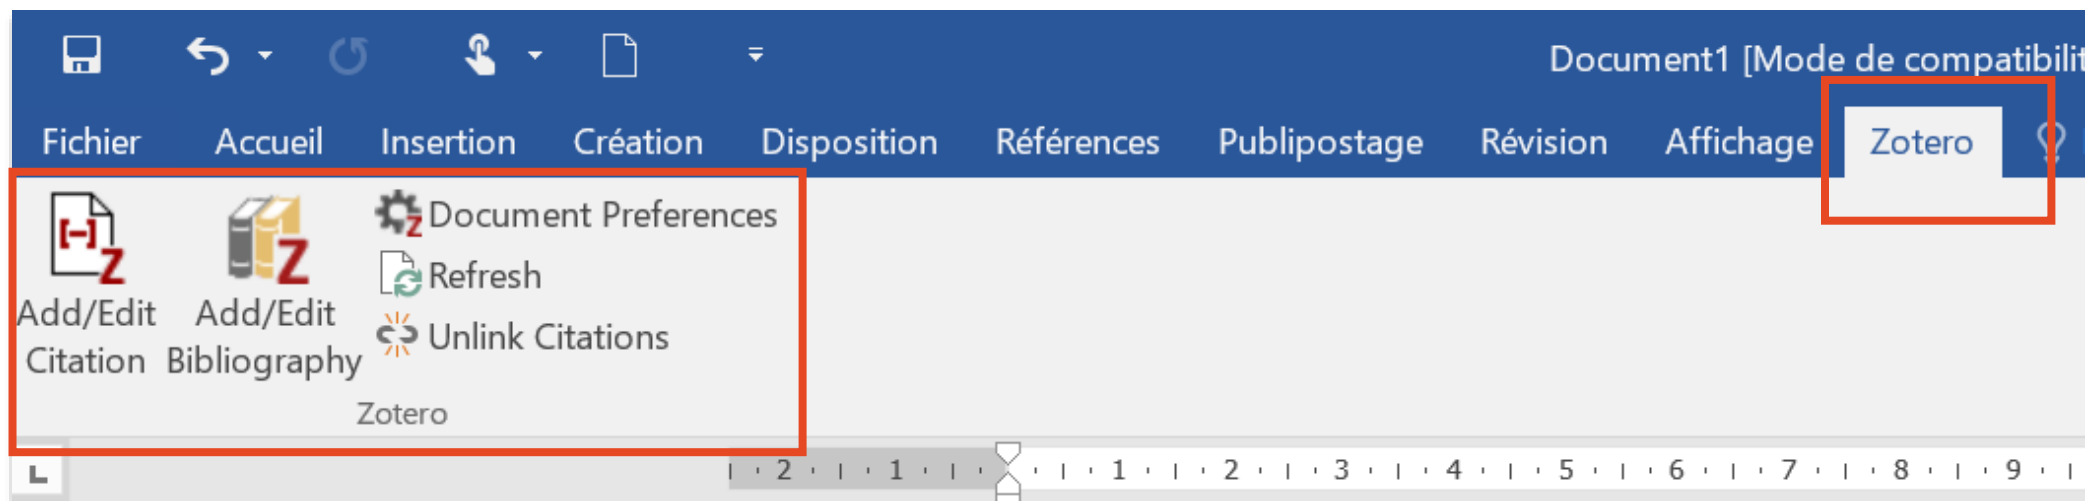 Document1 [Mode de compatibilit
Fichier Accueil Insertion Création Disposition Références Publipostage Révision Affichage Zotero
Add/Edit Citation
Add/Edit Bibliography
Document Preferences
Refresh
Unlink Citations
Zotero
2 1 1 2 3 4 5 6 7 8 9